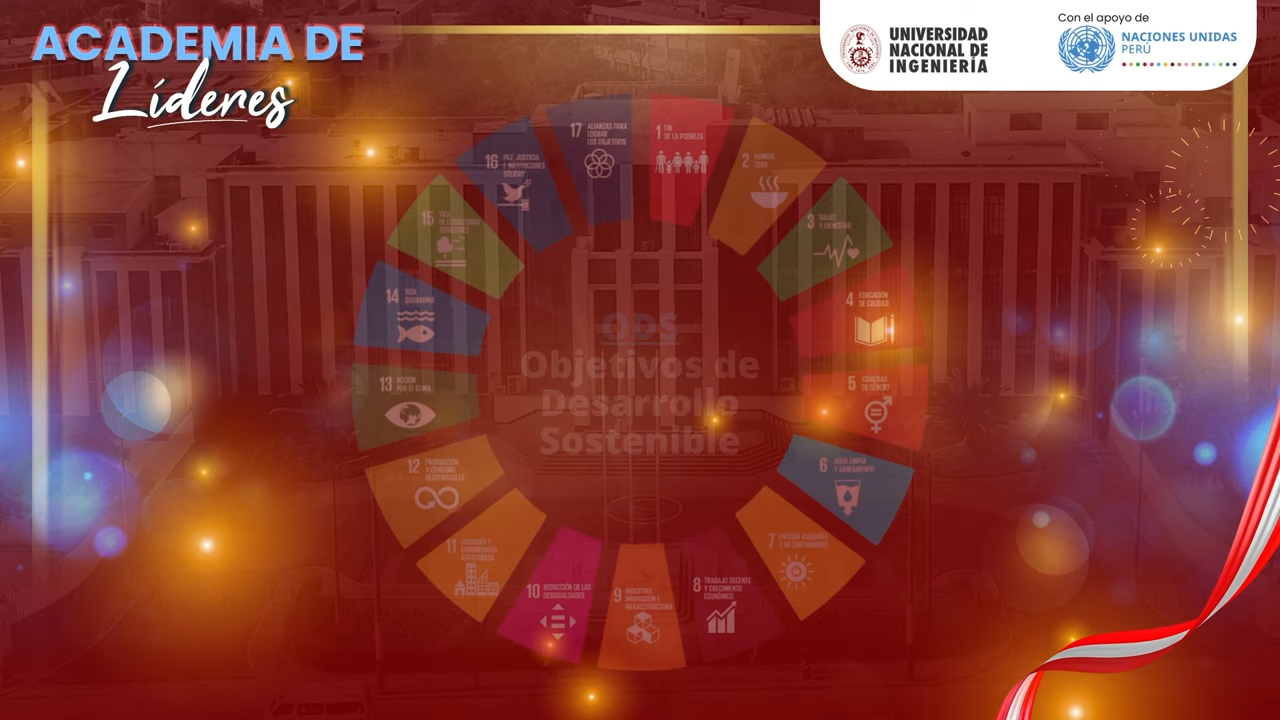 ACADEMIA DE
Líderes
UNIVERSIDAD
NACIONAL DE
INGENIERÍA
Con el apoyo de
NACIONES UNIDAS
PERÚ
17 ALIANZAS PARA
LOGRAR
LOS OBJETIVOS
1 FIN
DE LA POBREZA
2 HAMBRE
CERO
3 SALUD
Y BIENESTAR
4 EDUCACIÓN
DE CALIDAD
5 IGUALDAD
DE GÉNERO
6 AGUA LIMPIA
Y SANEAMIENTO
7 ENERGÍA ASEQUIBLE
Y NO CONTAMINANTE
8 TRABAJO DECENTE
Y CRECIMIENTO
ECONÓMICO
9 INDUSTRIA,
INNOVACIÓN E
INFRAESTRUCTURA
10 REDUCCIÓN DE LAS
DESIGUALDADES
11 CIUDADES Y
COMUNIDADES
SOSTENIBLES
12 PRODUCCIÓN
Y CONSUMO
RESPONSABLES
13 ACCIÓN
POR EL CLIMA
14 VIDA
SUBMARINA
15 VIDA
DE ECOSISTEMAS
TERRESTRES
16 PAZ, JUSTICIA
E INSTITUCIONES
SÓLIDAS
ODS
Objetivos de
Desarrollo
Sostenible